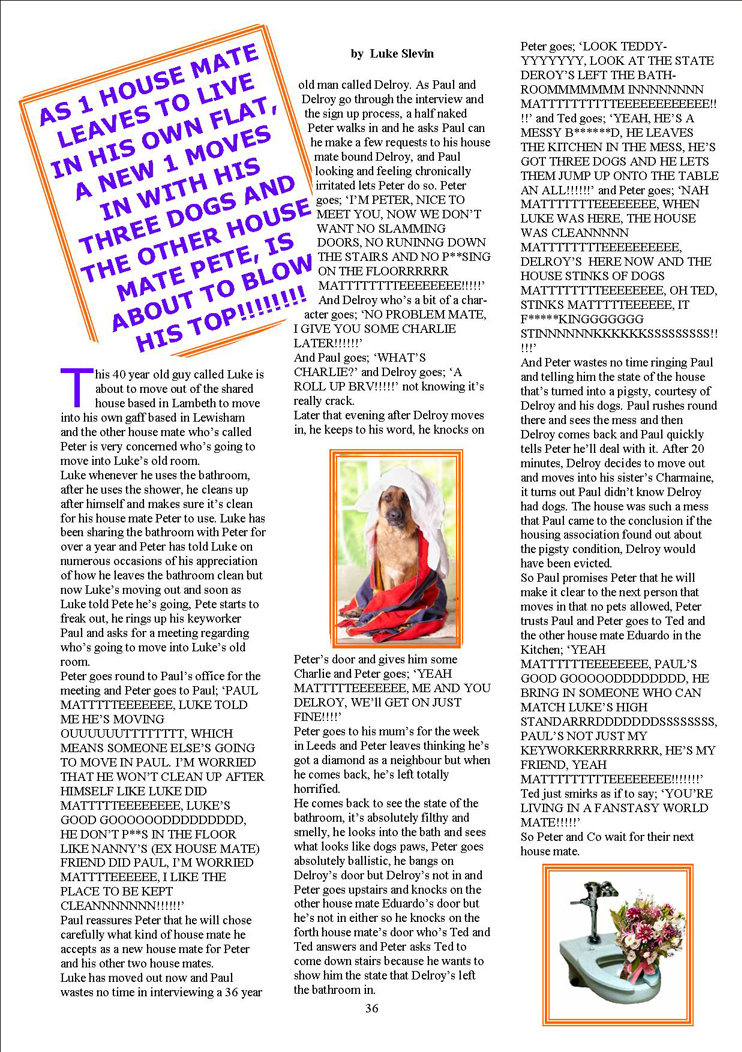 AS 1 HOUSE MATE
LEAVES TO LIVE
IN HIS OWN FLAT,
A NEW 1 MOVES
IN WITH HIS
THREE DOGS AND
THE OTHER HOUSE
MATE PETE, IS
ABOUT TO BLOW
HIS TOP!!!!!!!!
This 40 year old guy called Luke is
about to move out of the shared
house based in Lambeth to move
into his own gaff based in Lewisham
and the other house mate who's called
Peter is very concerned who's going to
move into Luke's old room.
Luke whenever he uses the bathroom,
after he uses the shower, he cleans up
after himself and makes sure it's clean
for his house mate Peter to use. Luke has
been sharing the bathroom with Peter for
over a year and Peter has told Luke on
numerous occasions of his appreciation
of how he leaves the bathroom clean but
now Luke's moving out and soon as
Luke told Pete he's going, Pete starts to
freak out, he rings up his keyworker
Paul and asks for a meeting regarding
who's going to move into Luke's old
room.
Peter goes round to Paul's office for the
meeting and Peter goes to Paul; 'PAUL
MATTTTTEEEEEEE, LUKE TOLD
ME HE'S MOVING
OUUUUUUTTTTTTTT, WHICH
MEANS SOMEONE ELSE'S GOING
TO MOVE IN PAUL. I'M WORRIED
THAT HE WON'T CLEAN UP AFTER
HIMSELF LIKE LUKE DID
MATTTTTEEEEEEEE, LUKE'S
GOOD GOOOOOODDDDDDDDD,
HE DON'T P**S IN THE FLOOR
LIKE NANNY'S (EX HOUSE MATE)
FRIEND DID PAUL, I'M WORRIED
MATTTTEEEEEE, I LIKE THE
PLACE TO BE KEPT
CLEANNNNNNN!!!!!!'
Paul reassures Peter that he will chose
carefully what kind of house mate he
accepts as a new house mate for Peter
and his other two house mates.
Luke has moved out now and Paul
wastes no time in interviewing a 36 year
by Luke Slevin
old man called Delroy. As Paul and
Delroy go through the interview and
the sign up process, a half naked
Peter walks in and he asks Paul can
he make a few requests to his house
mate bound Delroy, and Paul
looking and feeling chronically
irritated lets Peter do so. Peter
goes; 'I'M PETER, NICE TO
MEET YOU, NOW WE DON'T
WANT NO SLAMMING
DOORS, NO RUNINNG DOWN
THE STAIRS AND NO P**SING
ON THE FLOORRRRRR
MATTTTTTTTEEEEEEEE!!!!!'
And Delroy who's a bit of a char-
acter goes; 'NO PROBLEM MATE,
I GIVE YOU SOME CHARLIE
LATER!!!!!!'
And Paul goes; 'WHAT'S
CHARLIE?' and Delroy goes; 'A
ROLL UP BRV!!!!!' not knowing it's
really crack.
Later that evening after Delroy moves
in, he keeps to his word, he knocks on
Peter's door and gives him some
Charlie and Peter goes; 'YEAH
MATTTTTEEEEEEE, ME AND YOU
DELROY, WE'll GET ON JUST
FINE!!!!'
Peter goes to his mum's for the week
in Leeds and Peter leaves thinking he's
got a diamond as a neighbour but when
he comes back, he's left totally
horrified.
He comes back to see the state of the
bathroom, it's absolutely filthy and
smelly, he looks into the bath and sees
what looks like dogs paws, Peter goes
absolutely ballistic, he bangs on
Delroy's door but Delroy's not in and
Peter goes upstairs and knocks on the
other house mate Eduardo's door but
he's not in either so he knocks on the
forth house mate's door who's Ted and
Ted answers and Peter asks Ted to
come down stairs because he wants to
show him the state that Delroy's left
the bathroom in.
Peter goes; 'LOOK TEDDY-
YYYYYYY, LOOK AT THE STATE
DEROY'S LEFT THE BATH-
ROOMMMMMM INNNNNNNN
MATTTTTTTTTTEEEEEEEEEEE!!
!!' and Ted goes; 'YEAH, HE'S A
MESSY B******D, HE LEAVES
THE KITCHEN IN THE MESS, HE'S
GOT THREE DOGS AND HE LETS
THEM JUMP UP ONTO THE TABLE
AN ALL!!!!!!' and Peter goes; 'NAH
MATTTTTTTEEEEEEEE, WHEN
LUKE WAS HERE, THE HOUSE
WAS CLEANNNNN
MATTTTTTTEEEEEEEEEE,
DELROY'S HERE NOW AND THE
HOUSE STINKS OF DOGS
MATTTTTTTEEEEEEEE, OH TED,
STINKS MATTTTTEEEEEE, IT
F*****KINGGGGGGG
STINNNNNNKKKKKKSSSSSSSSS!!
!!!'
And Peter wastes no time ringing Paul
and telling him the state of the house
that's turned into a pigsty, courtesy of
Delroy and his dogs. Paul rushes round
there and sees the mess and then
Delroy comes back and Paul quickly
tells Peter he'll deal with it. After 20
minutes, Delroy decides to move out
and moves into his sister's Charmaine,
it turns out Paul didn't know Delroy
had dogs. The house was such a mess
that Paul came to the conclusion if the
housing association found out about
the pigsty condition, Delroy would
have been evicted.
So Paul promises Peter that he will
make it clear to the next person that
moves in that no pets allowed, Peter
trusts Paul and Peter goes to Ted and
the other house mate Eduardo in the
Kitchen; 'YEAH
MATTTTTTEEEEEEEE, PAUL'S
GOOD GOOOOODDDDDDDD, HE
BRING IN SOMEONE WHO CAN
MATCH LUKE'S HIGH
STANDARRRDDDDDDDSSSSSSSS,
PAUL'S NOT JUST MY
KEYWORKERRRRRRRR, HE'S MY
FRIEND, YEAH
MATTTTTTTTTEEEEEEEE!!!!!!!'
Ted just smirks as if to say; 'YOU'RE
LIVING IN A FANSTASY WORLD
MATE!!!!!'
So Peter and Co wait for their next
house mate.
36